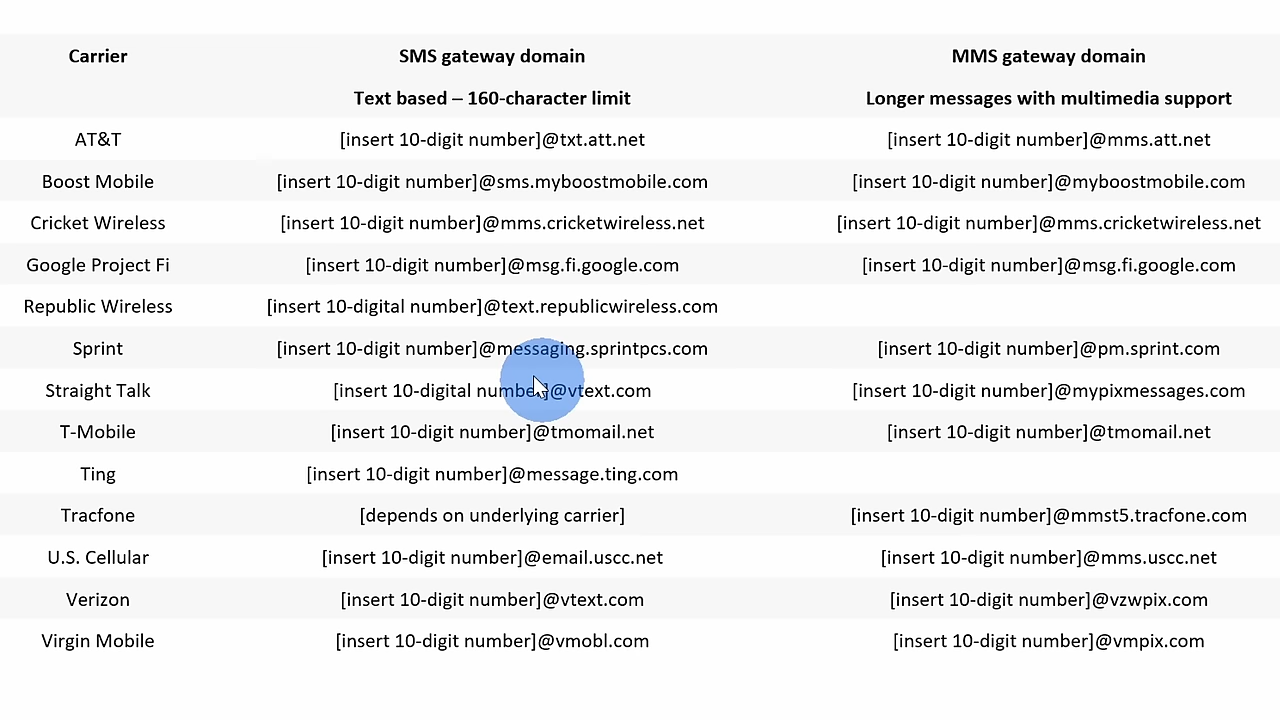 Carrier SMS gateway domain MMS gateway domain
Text based – 160-character limit Longer messages with multimedia support
AT&T [insert 10-digit number]@txt.att.net [insert 10-digit number]@mms.att.net
Boost Mobile [insert 10-digit number]@sms.myboostmobile.com [insert 10-digit number]@myboostmobile.com
Cricket Wireless [insert 10-digit number]@mms.cricketwireless.net [insert 10-digit number]@mms.cricketwireless.net
Google Project Fi [insert 10-digit number]@msg.fi.google.com [insert 10-digit number]@msg.fi.google.com
Republic Wireless [insert 10-digital number]@text.republicwireless.com
Sprint [insert 10-digit number]@messaging.sprintpcs.com [insert 10-digit number]@pm.sprint.com
Straight Talk [insert 10-digital number]@vtext.com [insert 10-digit number]@mypixmessages.com
T-Mobile [insert 10-digit number]@tmomail.net [insert 10-digit number]@tmomail.net
Ting [insert 10-digit number]@message.ting.com
Tracfone [depends on underlying carrier] [insert 10-digit number]@mmst5.tracfone.com
U.S. Cellular [insert 10-digit number]@email.uscc.net [insert 10-digit number]@mms.uscc.net
Verizon [insert 10-digit number]@vtext.com [insert 10-digit number]@vzwpix.com
Virgin Mobile [insert 10-digit number]@vmobl.com [insert 10-digit number]@vmpix.com